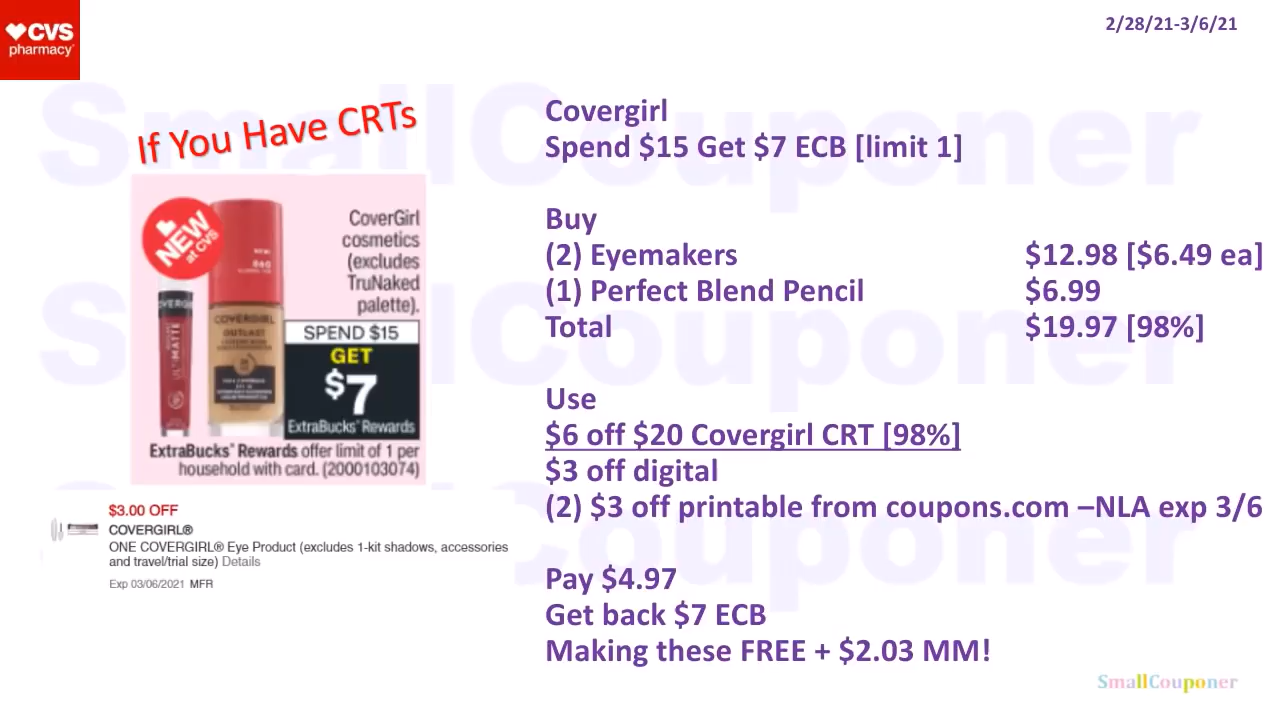 CVS
pharmacy
2/28/21-3/6/21
If You Have CRTs
NEW
at CVS
CoverGirl
cosmetics
(excludes
TruNaked
palette).
COVERGIRL
OUTLAST
SPEND $15
GET
$7
ExtraBucks® Rewards
ExtraBucks® Rewards offer limit of 1 per
household with card. (2000103074)
$3.00 OFF
COVERGIRL®
ONE COVERGIRL® Eye Product (excludes 1-kit shadows, accessories
and travel/trial size) Details
Exp 03/06/2021 MFR
Covergirl
Spend $15 Get $7 ECB [limit 1]
Buy
(2) Eyemakers $12.98 [$6.49 ea]
(1) Perfect Blend Pencil $6.99
Total $19.97 [98%]
Use
$6 off $20 Covergirl CRT [98%]
$3 off digital
(2) $3 off printable from coupons.com –NLA exp 3/6
Pay $4.97
Get back $7 ECB
Making these FREE + $2.03 MM!
SmallCouponer
SmallCouponer
SmallCouponer
SmallCouponer